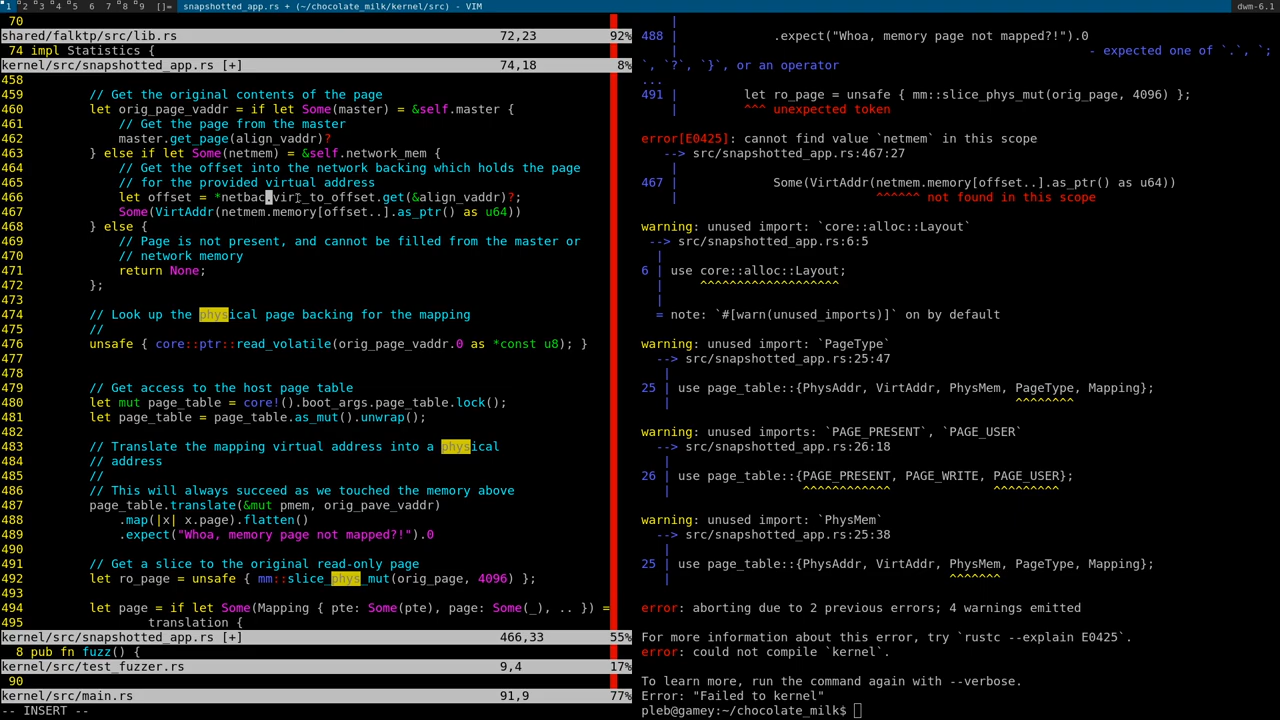 1 2 3 4 5 6 7 8 9 []= snapshotted_app.rs + (~/chocolate_milk/kernel/src) - VIM dwm-6.1
70
shared/falktp/src/lib.rs 72,23 92%
74 impl Statistics {
kernel/src/snapshotted_app.rs [+] 74,18 8%
458
459 // Get the original contents of the page
460 let orig_page_vaddr = if let Some(master) = &self.master {
461 // Get the page from the master
462 master.get_page(align_vaddr)?
463 } else if let Some(netmem) = &self.network_mem {
464 // Get the offset into the network backing which holds the page
465 // for the provided virtual address
466 let offset = *netbac.virt_to_offset.get(&align_vaddr)?;
467 Some(VirtAddr(netmem.memory[offset..].as_ptr() as u64))
468 } else {
469 // Page is not present, and cannot be filled from the master or
470 // network memory
471 return None;
472 };
473
474 // Look up the physical page backing for the mapping
475 //
476 unsafe { core::ptr::read_volatile(orig_page_vaddr.0 as *const u8); }
477
478
479 // Get access to the host page table
480 let mut page_table = core!().boot_args.page_table.lock();
481 let page_table = page_table.as_mut().unwrap();
482
483 // Translate the mapping virtual address into a physical
484 // address
485 //
486 // This will always succeed as we touched the memory above
487 page_table.translate(&mut pmem, orig_pave_vaddr)
488 .map(|x| x.page).flatten()
489 .expect("Whoa, memory page not mapped?!").0
490
491 // Get a slice to the original read-only page
492 let ro_page = unsafe { mm::slice_phys_mut(orig_page, 4096) };
493
494 let page = if let Some(Mapping { pte: Some(pte), page: Some(_), .. }) =
495 translation {
kernel/src/snapshotted_app.rs [+] 466,33 55%
8 pub fn fuzz() {
kernel/src/test_fuzzer.rs 9,4 17%
90
kernel/src/main.rs 91,9 77%
-- INSERT --
|
488 | .expect("Whoa, memory page not mapped?!").0
| - expected one of `.`, `;
`, `?`, `}`, or an operator
...
491 | let ro_page = unsafe { mm::slice_phys_mut(orig_page, 4096) };
| ^^^ unexpected token
error[E0425]: cannot find value `netmem` in this scope
--> src/snapshotted_app.rs:467:27
|
467 | Some(VirtAddr(netmem.memory[offset..].as_ptr() as u64))
| ^^^^^^ not found in this scope
warning: unused import: `core::alloc::Layout`
--> src/snapshotted_app.rs:6:5
|
6 | use core::alloc::Layout;
| ^^^^^^^^^^^^^^^^^^^
|
= note: `#[warn(unused_imports)]` on by default
warning: unused import: `PageType`
--> src/snapshotted_app.rs:25:47
|
25 | use page_table::{PhysAddr, VirtAddr, PhysMem, PageType, Mapping};
| ^^^^^^^^
warning: unused imports: `PAGE_PRESENT`, `PAGE_USER`
--> src/snapshotted_app.rs:26:18
|
26 | use page_table::{PAGE_PRESENT, PAGE_WRITE, PAGE_USER};
| ^^^^^^^^^^^^ ^^^^^^^^^
warning: unused import: `PhysMem`
--> src/snapshotted_app.rs:25:38
|
25 | use page_table::{PhysAddr, VirtAddr, PhysMem, PageType, Mapping};
| ^^^^^^^
error: aborting due to 2 previous errors; 4 warnings emitted
For more information about this error, try `rustc --explain E0425`.
error: could not compile `kernel`.
To learn more, run the command again with --verbose.
Error: "Failed to kernel"
pleb@gamey:~/chocolate_milk$